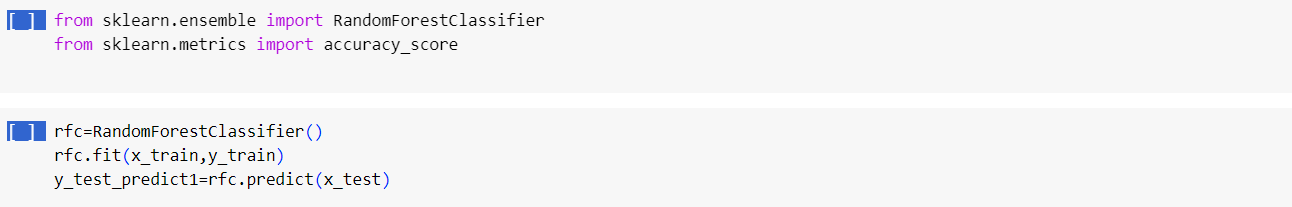 [ ] from sklearn.ensemble import RandomForestClassifier
from sklearn.metrics import accuracy_score
[ ] rfc=RandomForestClassifier()
rfc.fit(x_train,y_train)
y_test_predict1=rfc.predict(x_test)